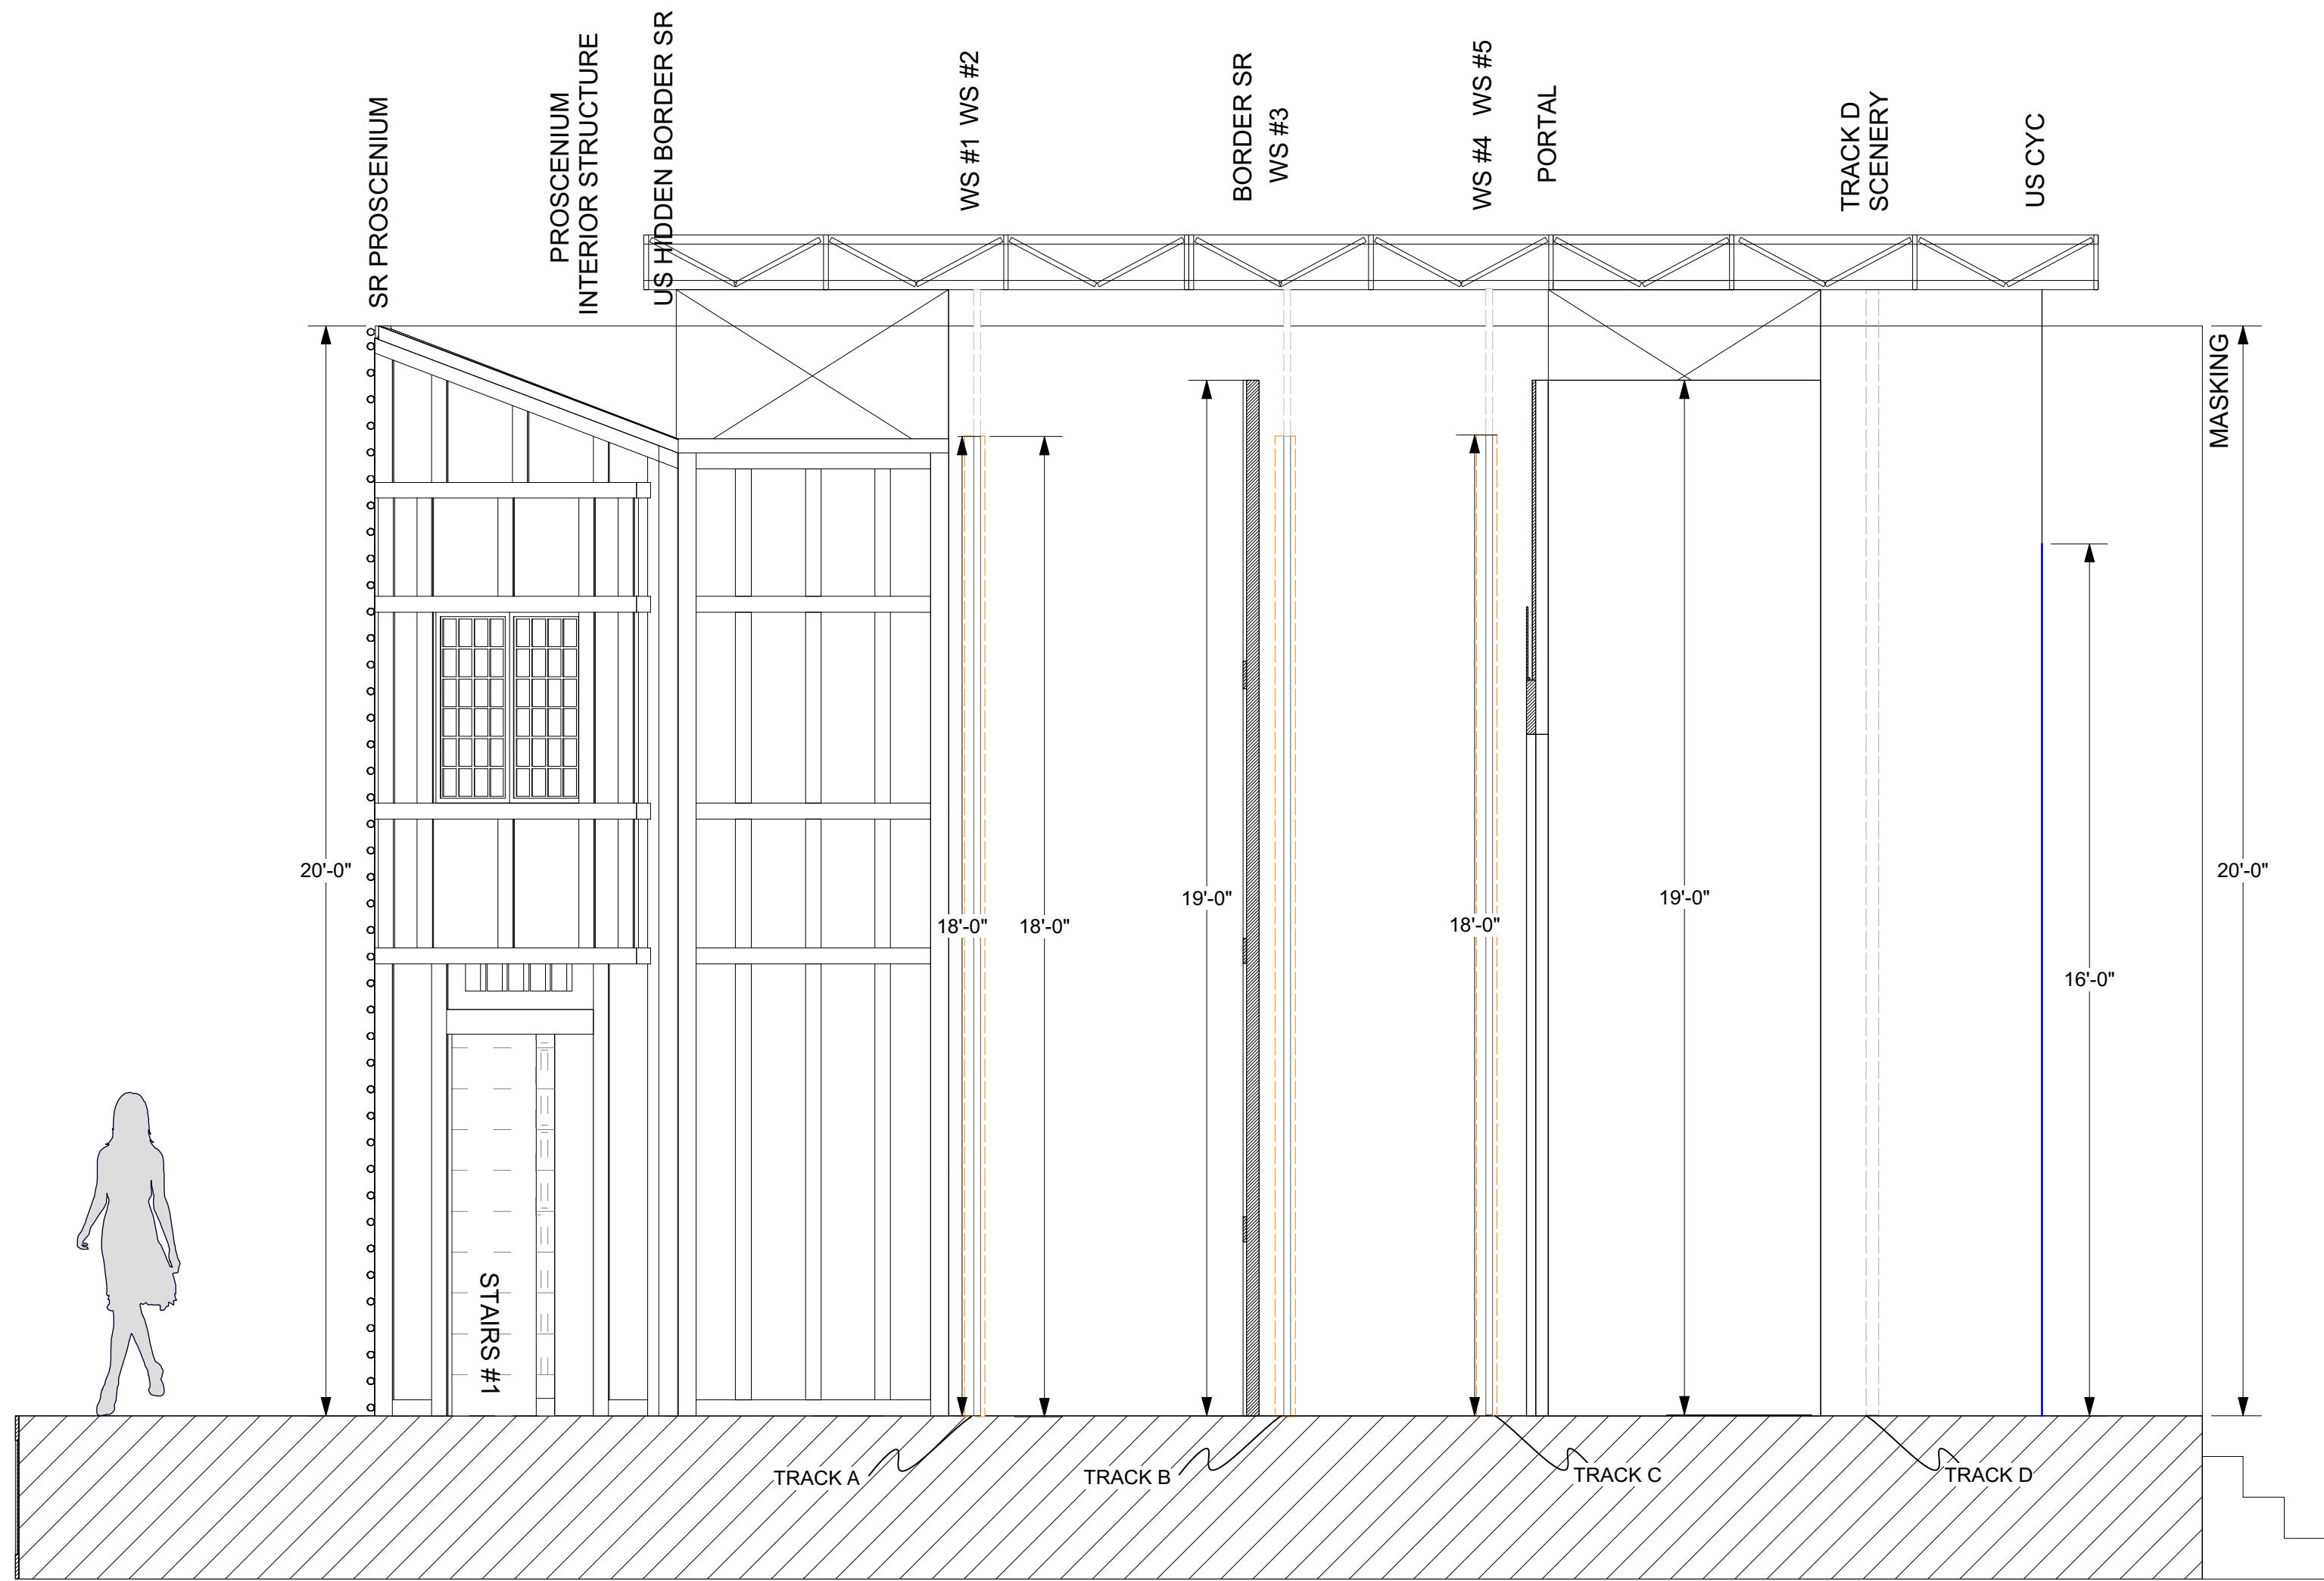 SR PROSCENIUM
PROSCENIUM
INTERIOR STRUCTURE
US HIDDEN BORDER SR
WS #1 WS #2
BORDER SR
WS #3
WS #4 WS #5
PORTAL
TRACK D
SCENERY
US CYC
MASKING
20'-0"
18'-0"
18'-0"
19'-0"
18'-0"
19'-0"
16'-0"
20'-0"
STAIRS #1
TRACK A
TRACK B
TRACK C
TRACK D